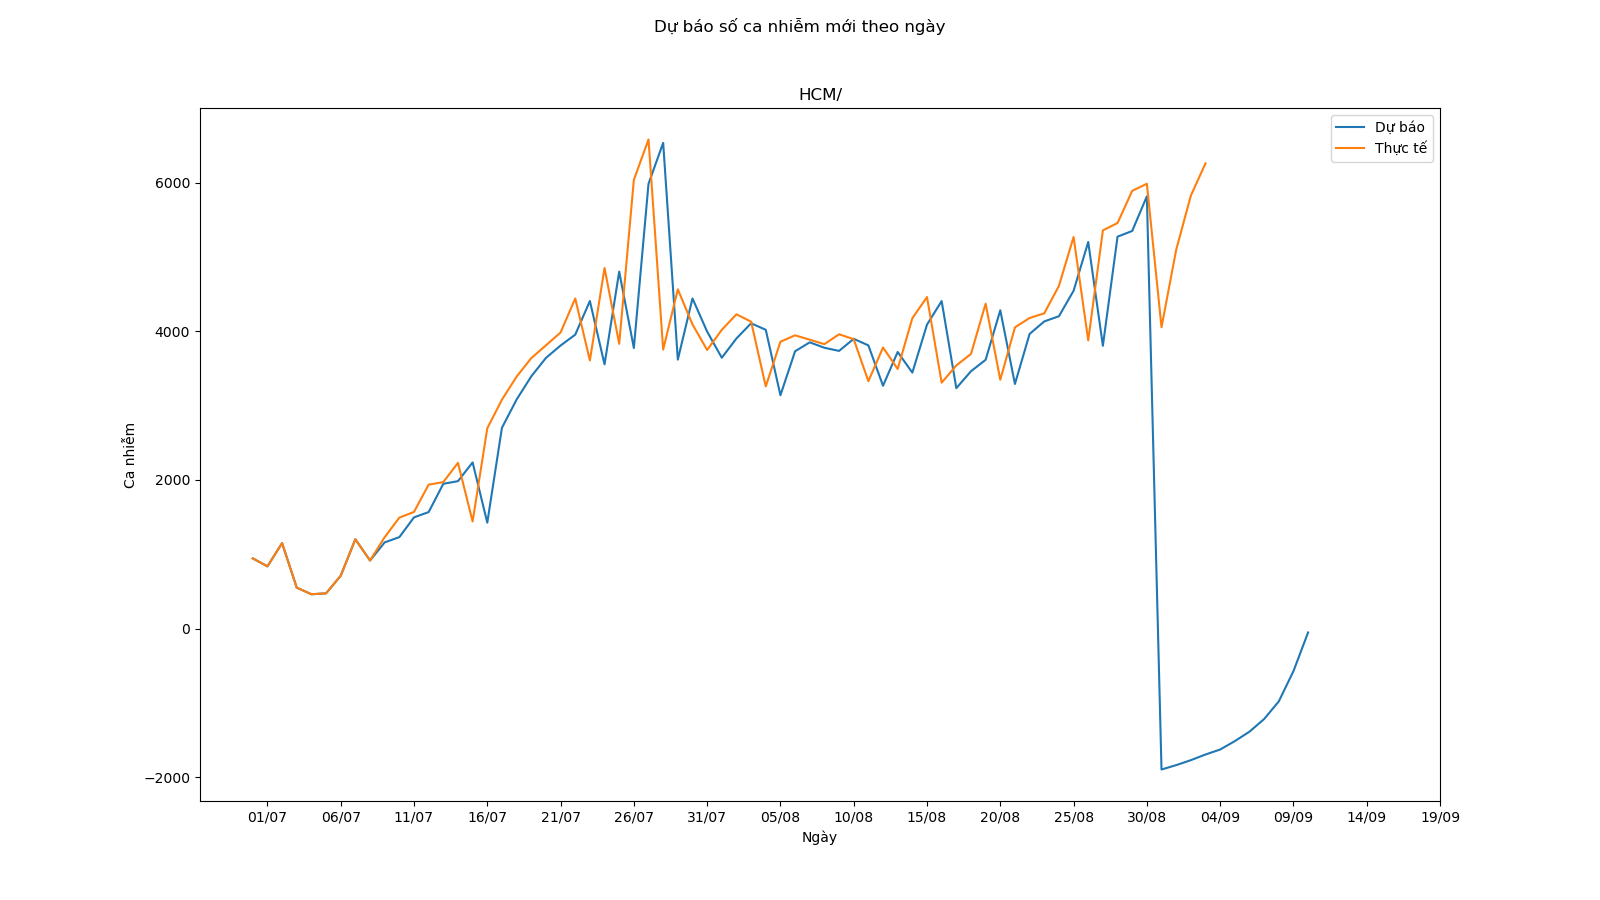 Dự báo số ca nhiễm mới theo ngày
HCM/
Dự báo
Thực tế
6000
4000
2000
0
−2000
Ca nhiễm
01/07 06/07 11/07 16/07 21/07 26/07 31/07 05/08 10/08 15/08 20/08 25/08 30/08 04/09 09/09 14/09 19/09
Ngày